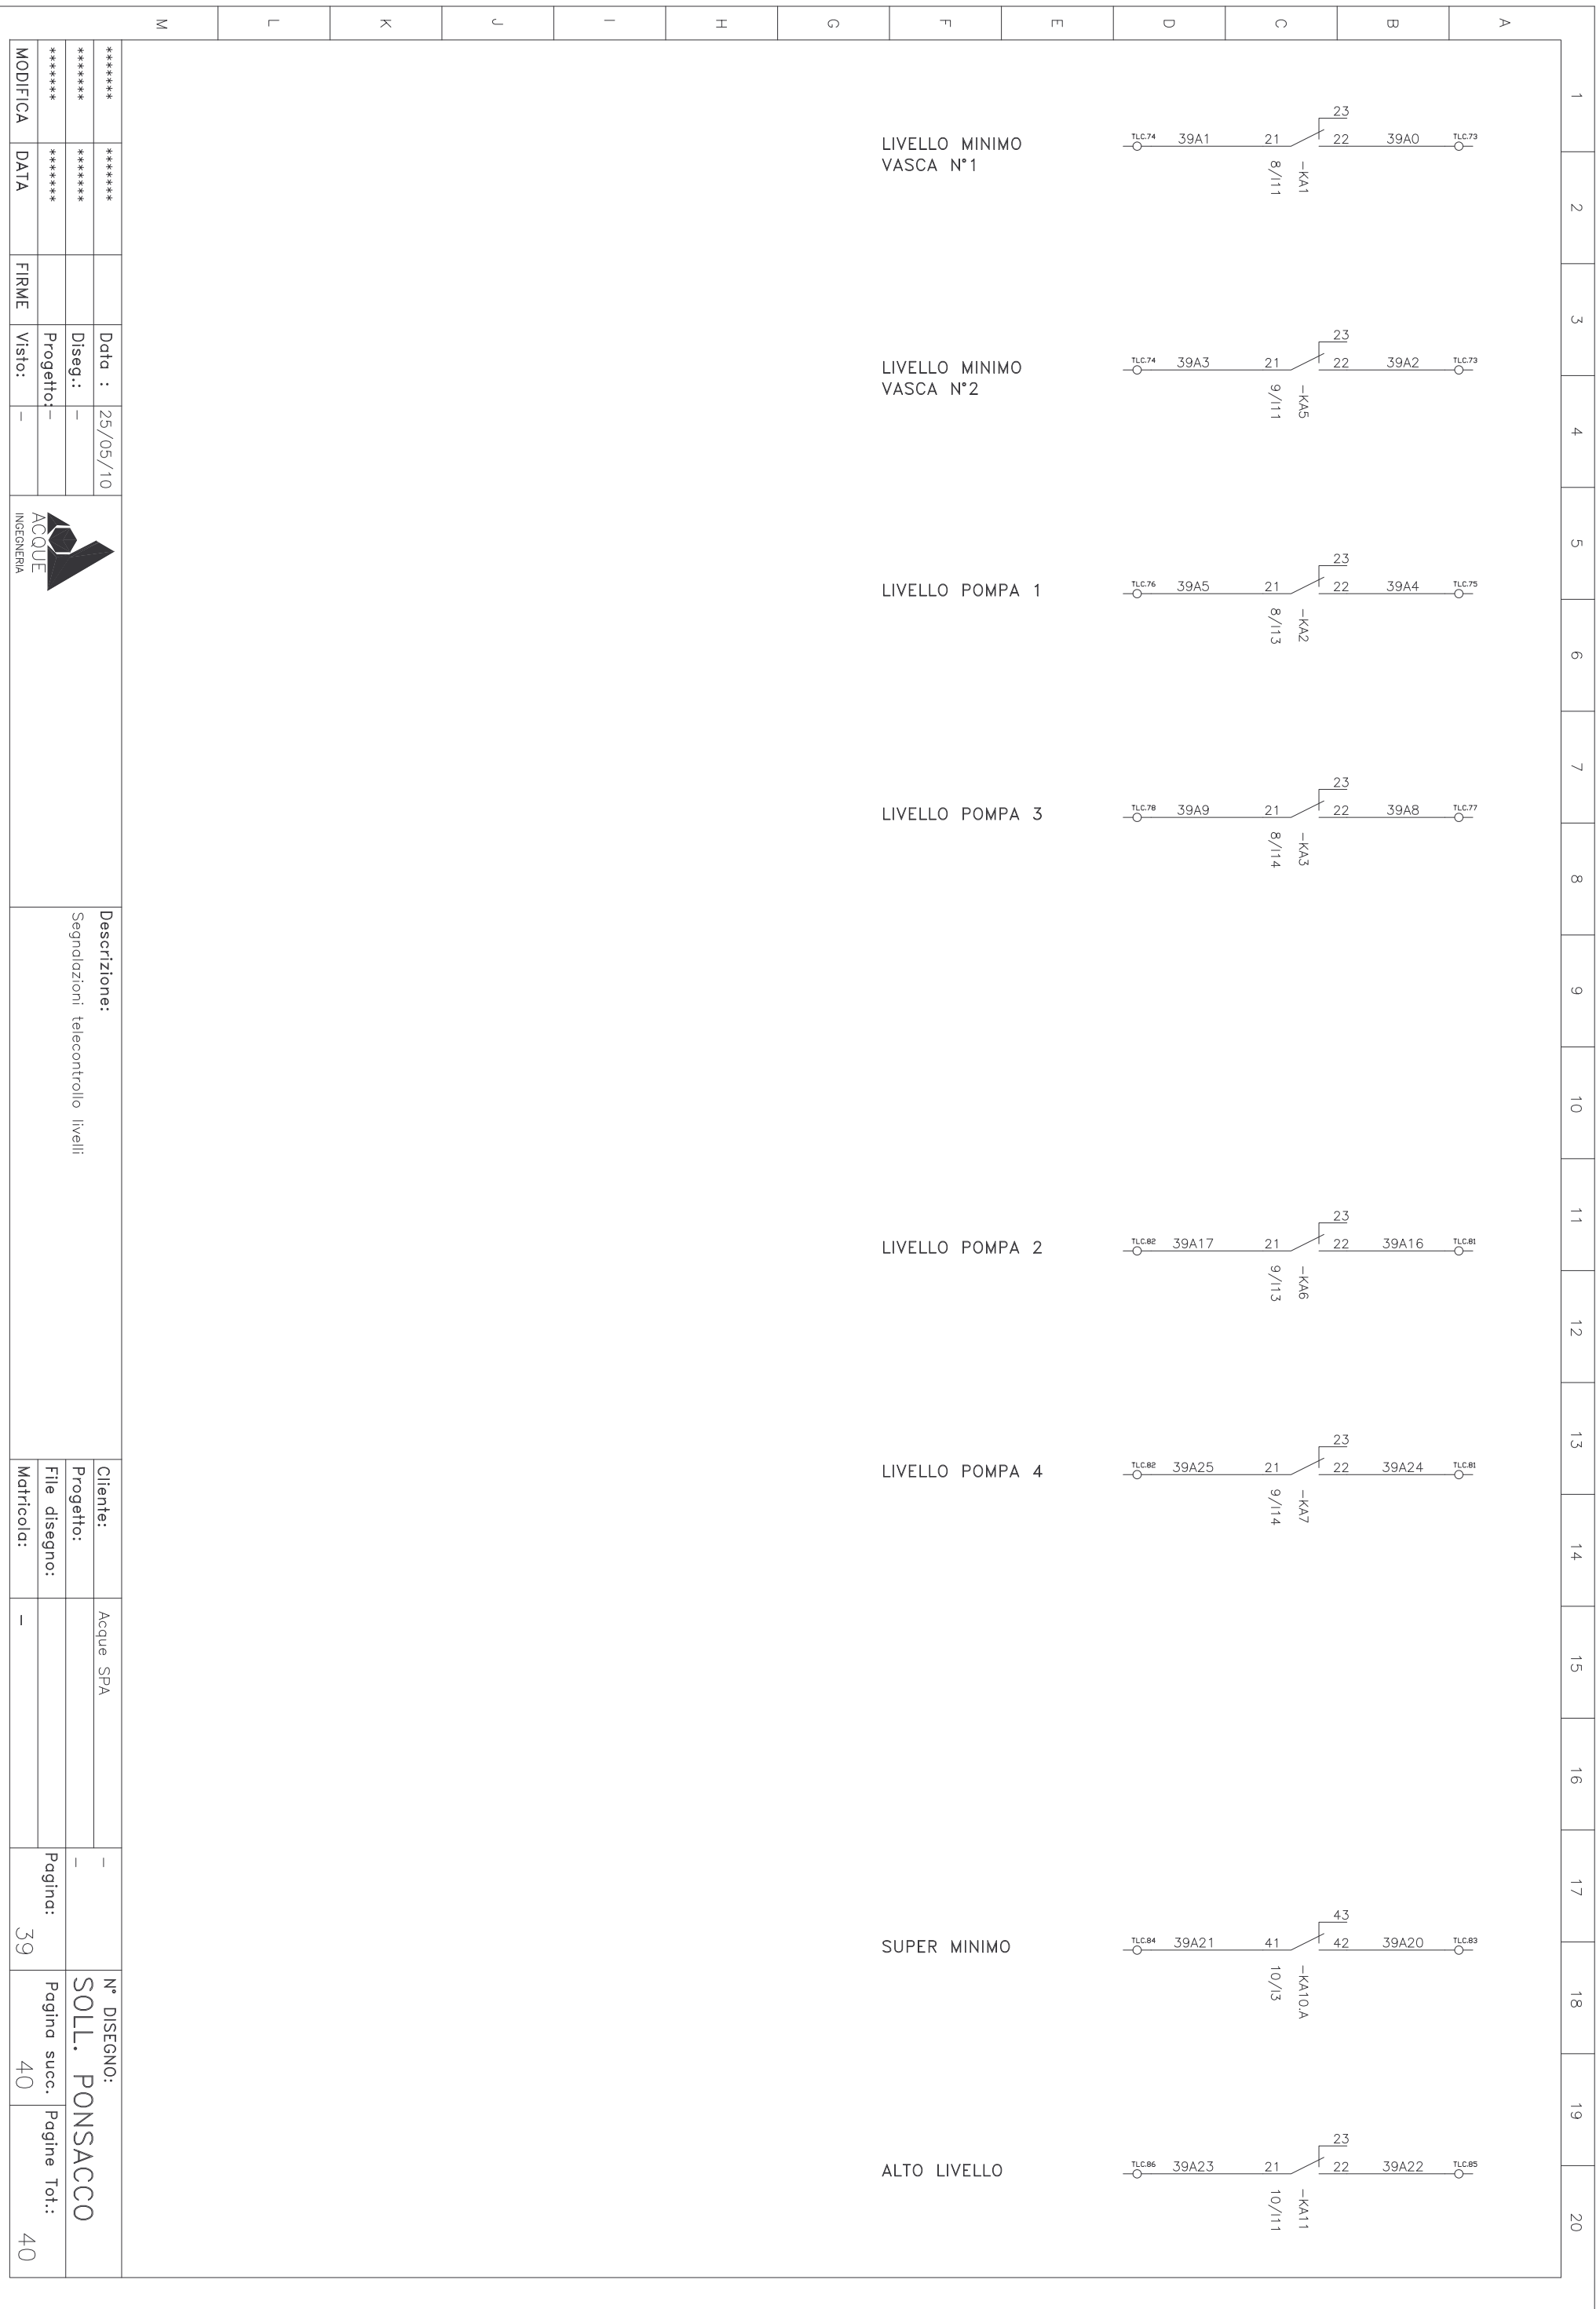 M L K J I H G F E D C B A
1
2
3
4
5
6
7
8
9
10
11
12
13
14
15
16
17
18
19
20
LIVELLO MINIMO
VASCA N°1
TLC.74 39A1 21 23 22 39A0 TLC.73
-KA1
8/I11
LIVELLO MINIMO
VASCA N°2
TLC.74 39A3 21 23 22 39A2 TLC.73
-KA5
9/I11
LIVELLO POMPA 1
TLC.76 39A5 21 23 22 39A4 TLC.75
-KA2
8/I13
LIVELLO POMPA 3
TLC.78 39A9 21 23 22 39A8 TLC.77
-KA3
8/I14
LIVELLO POMPA 2
TLC.82 39A17 21 23 22 39A16 TLC.81
-KA6
9/I13
LIVELLO POMPA 4
TLC.82 39A25 21 23 22 39A24 TLC.81
-KA7
9/I14
SUPER MINIMO
TLC.84 39A21 41 43 42 39A20 TLC.83
-KA10.A
10/I3
ALTO LIVELLO
TLC.86 39A23 21 23 22 39A22 TLC.85
-KA11
10/I11
******* ******* Data : 25/05/10
******* ******* Diseg.: -
******* ******* Progetto: -
MODIFICA DATA FIRME Visto: -
ACQUE
INGEGNERIA
Descrizione:
Segnalazioni telecontrollo livelli
Cliente: Acque SPA
Progetto:
File disegno:
Matricola: -
-
-
N° DISEGNO:
SOLL. PONSACCO
Pagina: 39
Pagina succ. 40
Pagine Tot.: 40